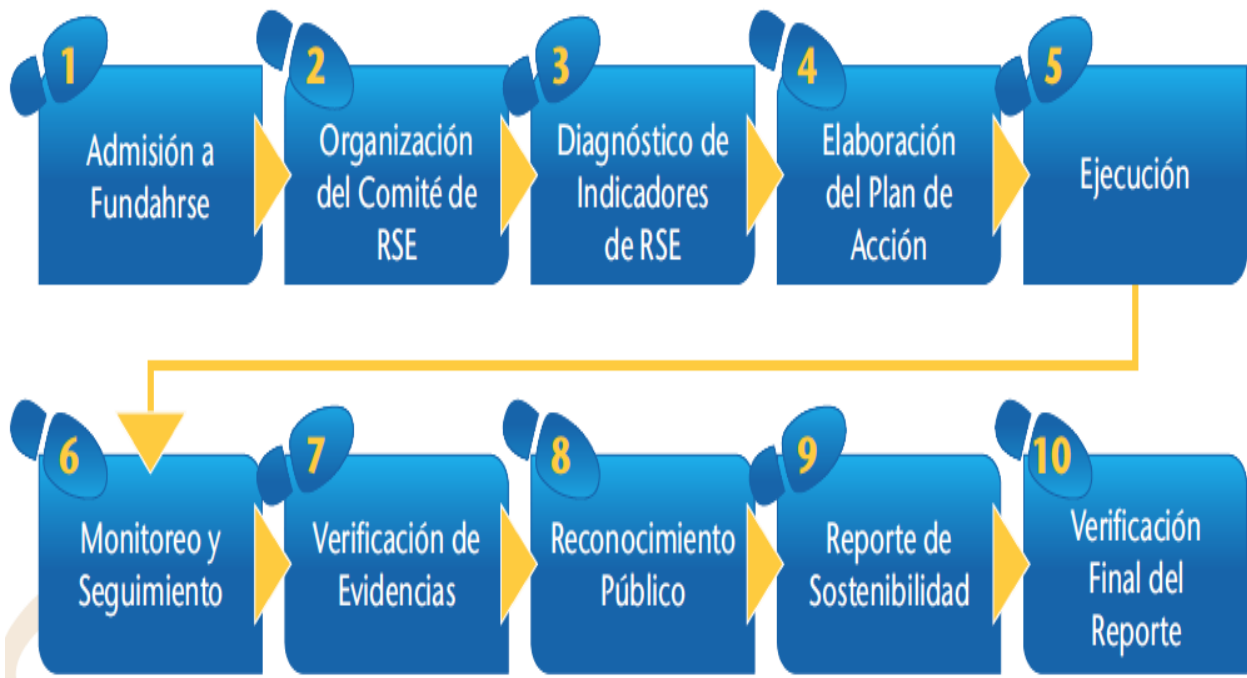 1
Admisión a
Fundahrse
2
Organización
del Comité de
RSE
3
Diagnóstico de
Indicadores
de RSE
4
Elaboración
del Plan de
Acción
5
Ejecución
6
Monitoreo y
Seguimiento
7
Verificación de
Evidencias
8
Reconocimiento
Público
9
Reporte de
Sostenibilidad
10
Verificación
Final del
Reporte